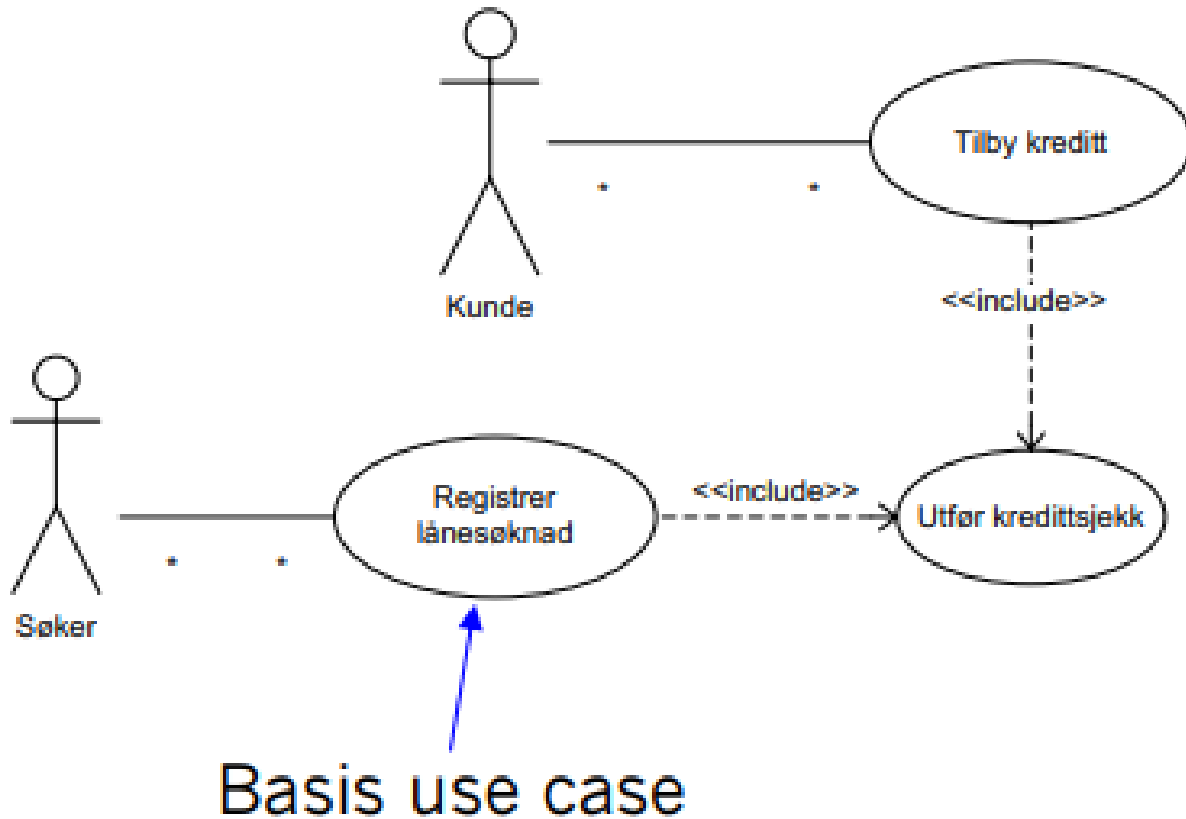 Tilby kreditt
*
*
Kunde
<<include>>
Registrer
lånesøknad
<<include>>
Utfør kredittsjekk
*
*
Søker
Basis use case